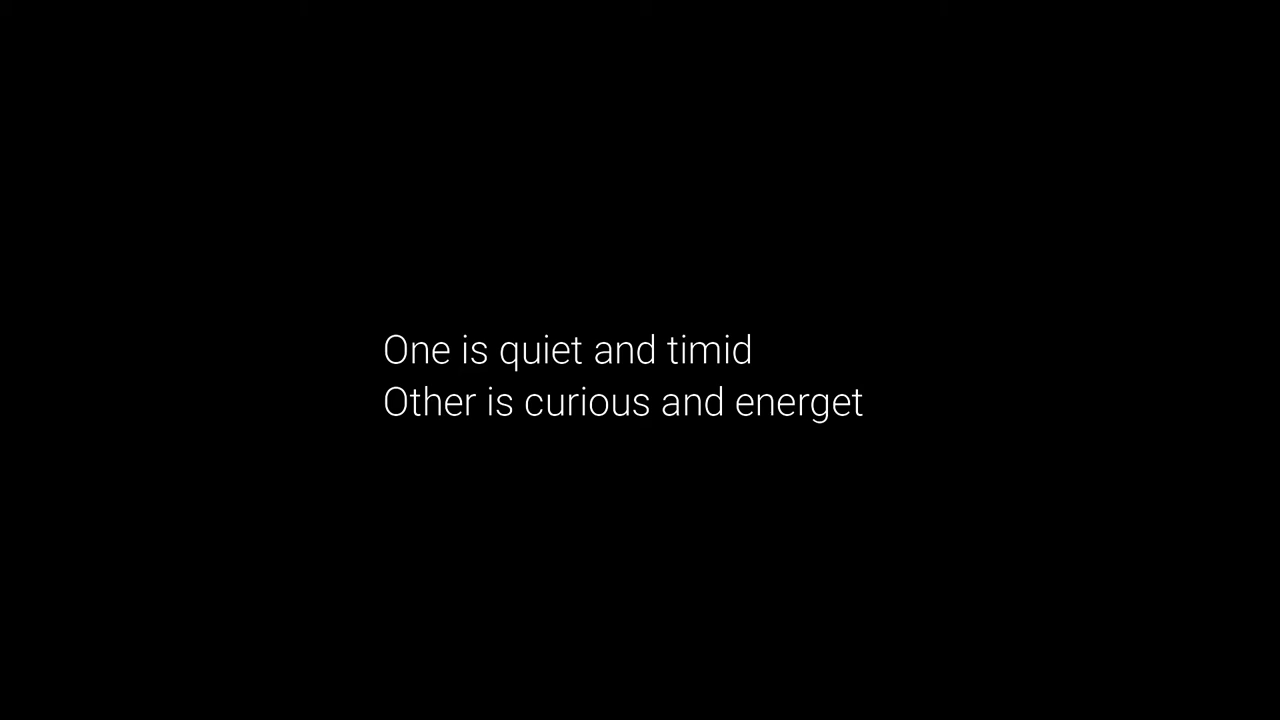 One is quiet and timid
Other is curious and energet